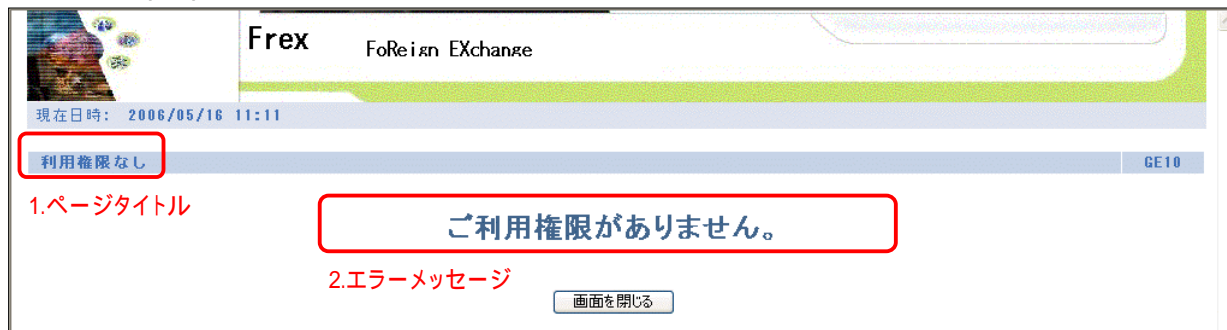 Frex FoReign EXchange
現在日時: 2006/05/16 11:11
利用権限なし GE10
1.ページタイトル
ご利用権限がありません。
2.エラーメッセージ
画面を閉じる